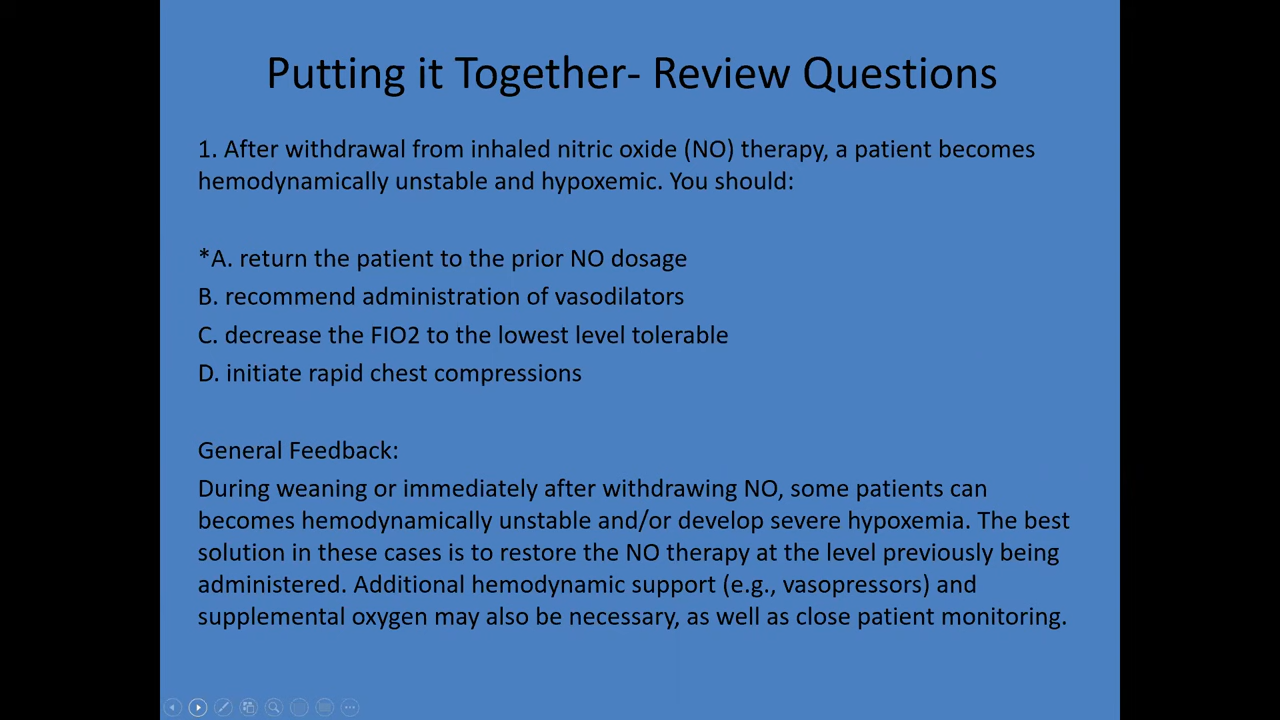 Putting it Together- Review Questions
1. After withdrawal from inhaled nitric oxide (NO) therapy, a patient becomes
hemodynamically unstable and hypoxemic. You should:
*A. return the patient to the prior NO dosage
B. recommend administration of vasodilators
C. decrease the FIO2 to the lowest level tolerable
D. initiate rapid chest compressions
General Feedback:
During weaning or immediately after withdrawing NO, some patients can
becomes hemodynamically unstable and/or develop severe hypoxemia. The best
solution in these cases is to restore the NO therapy at the level previously being
administered. Additional hemodynamic support (e.g., vasopressors) and
supplemental oxygen may also be necessary, as well as close patient monitoring.